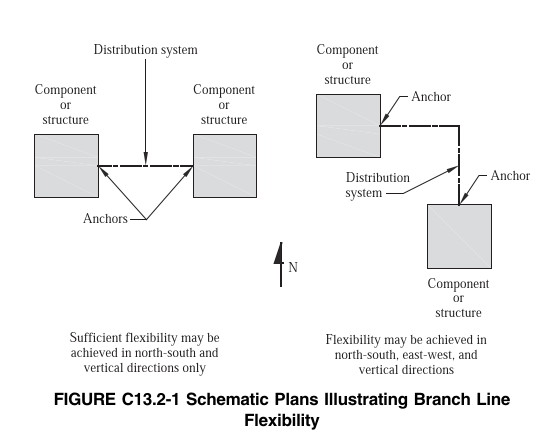 Distribution system
Component
or
structure
Component
or
structure
Anchors
Sufficient flexibility may be
achieved in north-south and
vertical directions only
N
Component
or
structure
Anchor
Distribution
system
Anchor
Component
or
structure
Flexibility may be achieved in
north-south, east-west, and
vertical directions
FIGURE C13.2-1 Schematic Plans Illustrating Branch Line
Flexibility